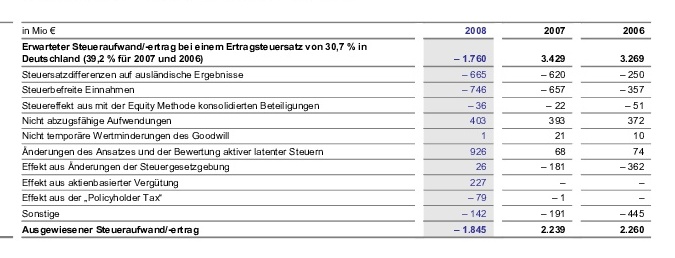 in Mio € 2008 2007 2006
Erwarteter Steueraufwand/-ertrag bei einem Ertragsteuersatz von 30,7 % in
Deutschland (39,2 % für 2007 und 2006) – 1.760 3.429 3.269
Steuersatzdifferenzen auf ausländische Ergebnisse – 665 – 620 – 250
Steuerbefreite Einnahmen – 746 – 657 – 357
Steuereffekt aus mit der Equity Methode konsolidierten Beteiligungen – 36 – 22 – 51
Nicht abzugsfähige Aufwendungen 403 393 372
Nicht temporäre Wertminderungen des Goodwill 1 21 10
Änderungen des Ansatzes und der Bewertung aktiver latenter Steuern 926 68 74
Effekt aus Änderungen der Steuergesetzgebung 26 – 181 – 362
Effekt aus aktienbasierter Vergütung 227 – –
Effekt aus der „Policyholder Tax“ – 79 – 1 –
Sonstige – 142 – 191 – 445
Ausgewiesener Steueraufwand/-ertrag – 1.845 2.239 2.260